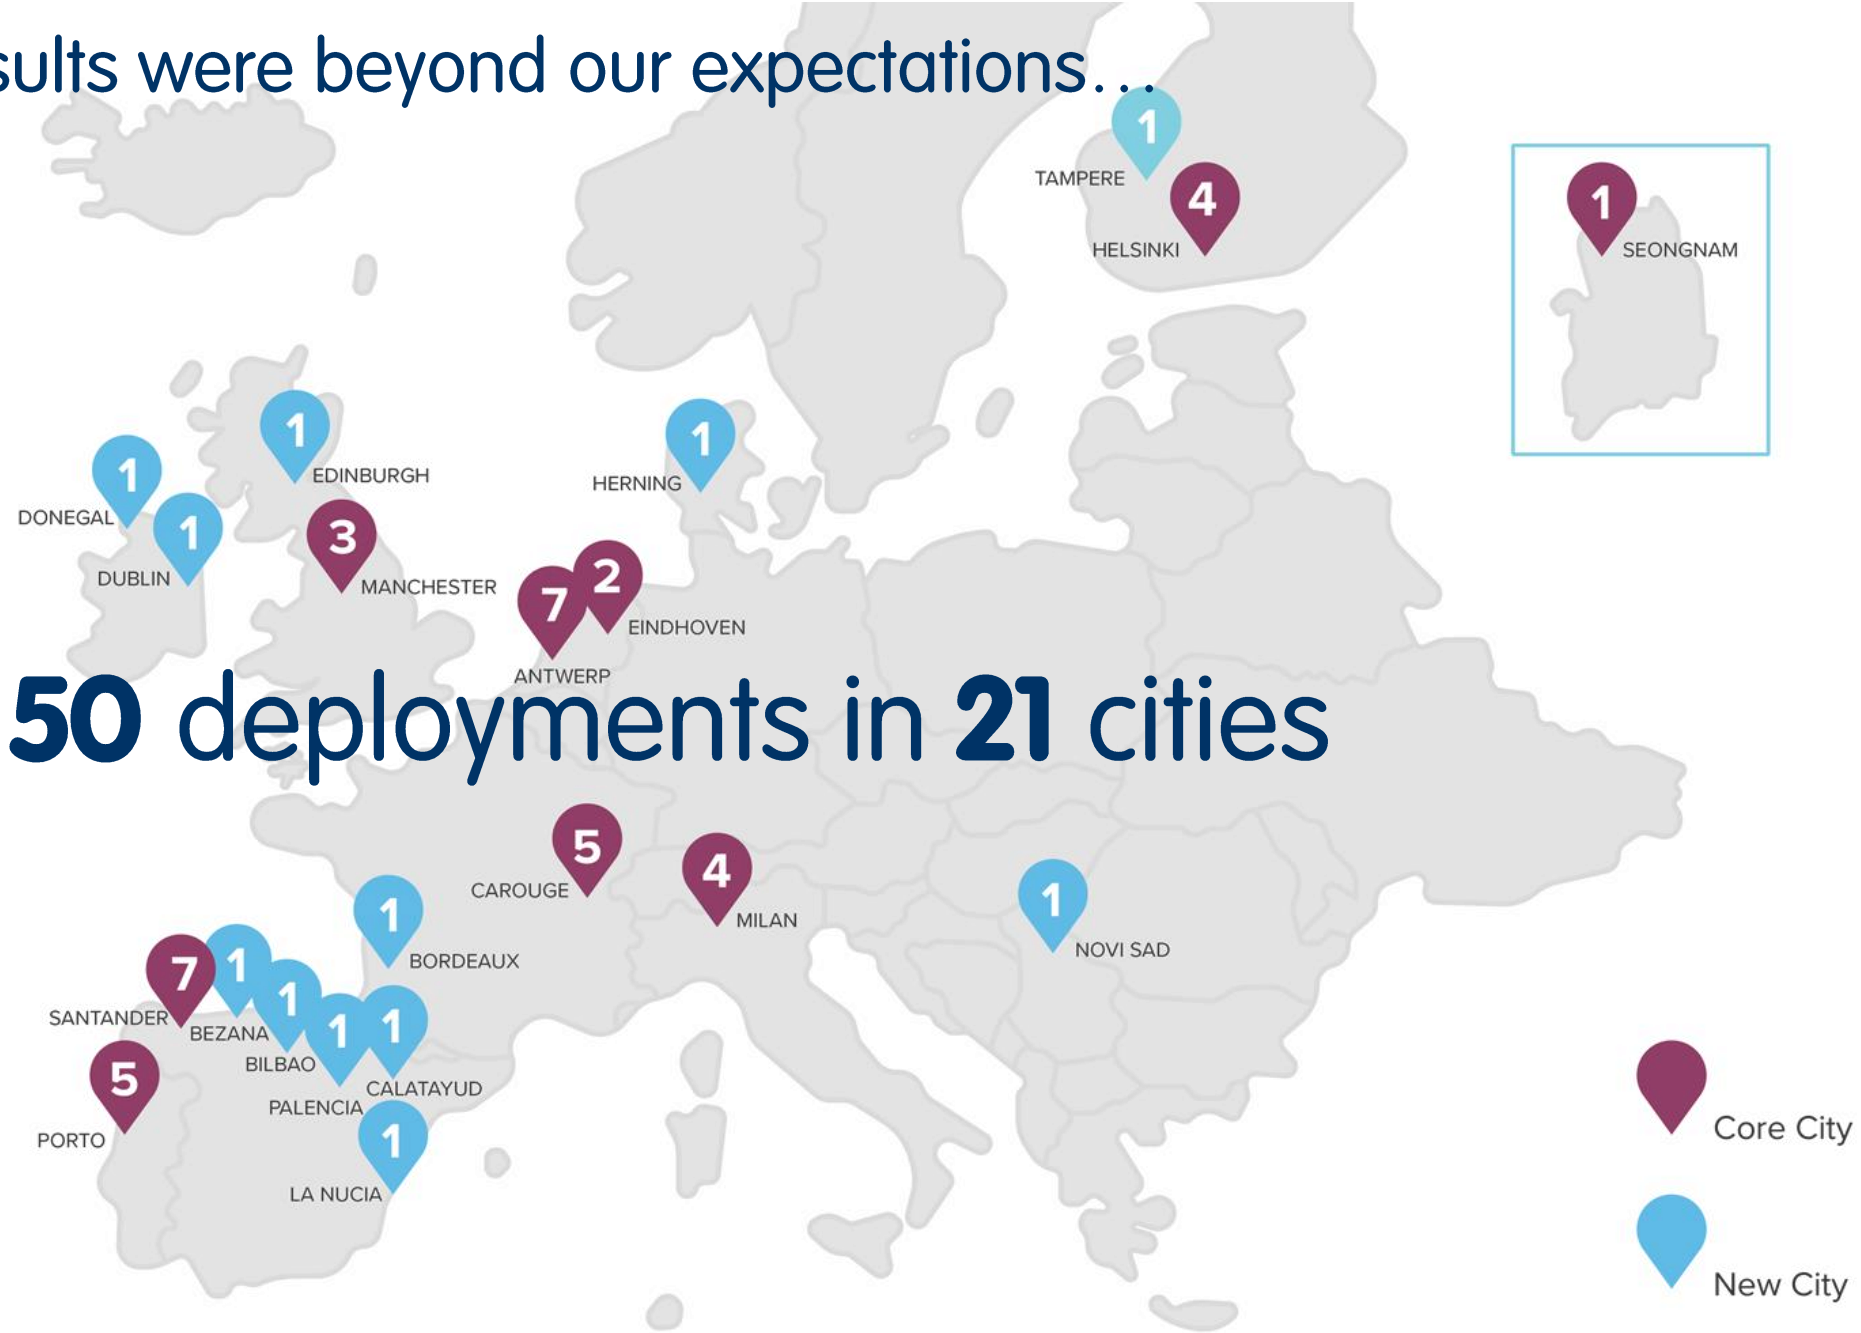 sults were beyond our expectations...
1
TAMPERE
4
HELSINKI
1
SEONGNAM
1
EDINBURGH
1
HERNING
1
DONEGAL
1
DUBLIN
3
MANCHESTER
7
ANTWERP
2
EINDHOVEN
50 deployments in 21 cities
5
CAROUGE
4
MILAN
1
NOVI SAD
1
BORDEAUX
7
SANTANDER
1
BEZANA
1
BILBAO
1
PALENCIA
1
CALATAYUD
5
PORTO
1
LA NUCIA
Core City
New City